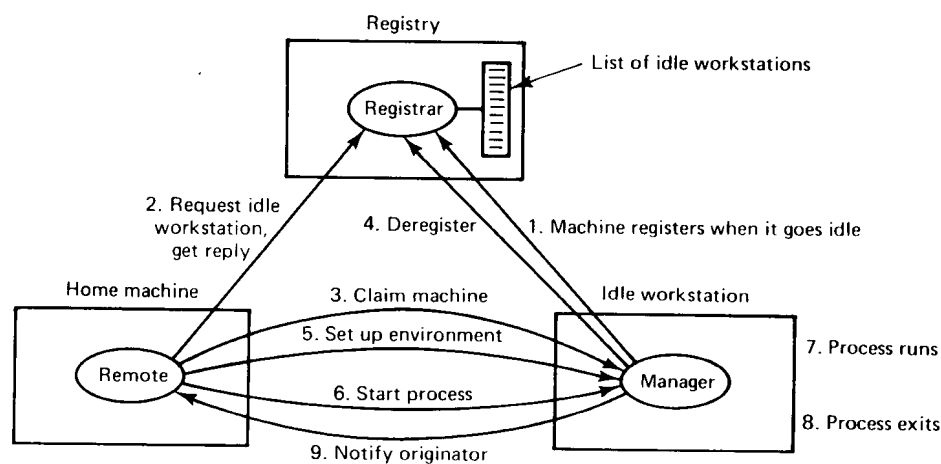 Registry
List of idle workstations
Registrar
2. Request idle
workstation,
get reply
4. Deregister
1. Machine registers when it goes idle
Home machine
3. Claim machine
Idle workstation
5. Set up environment
7. Process runs
Remote
Manager
6. Start process
8. Process exits
9. Notify originator